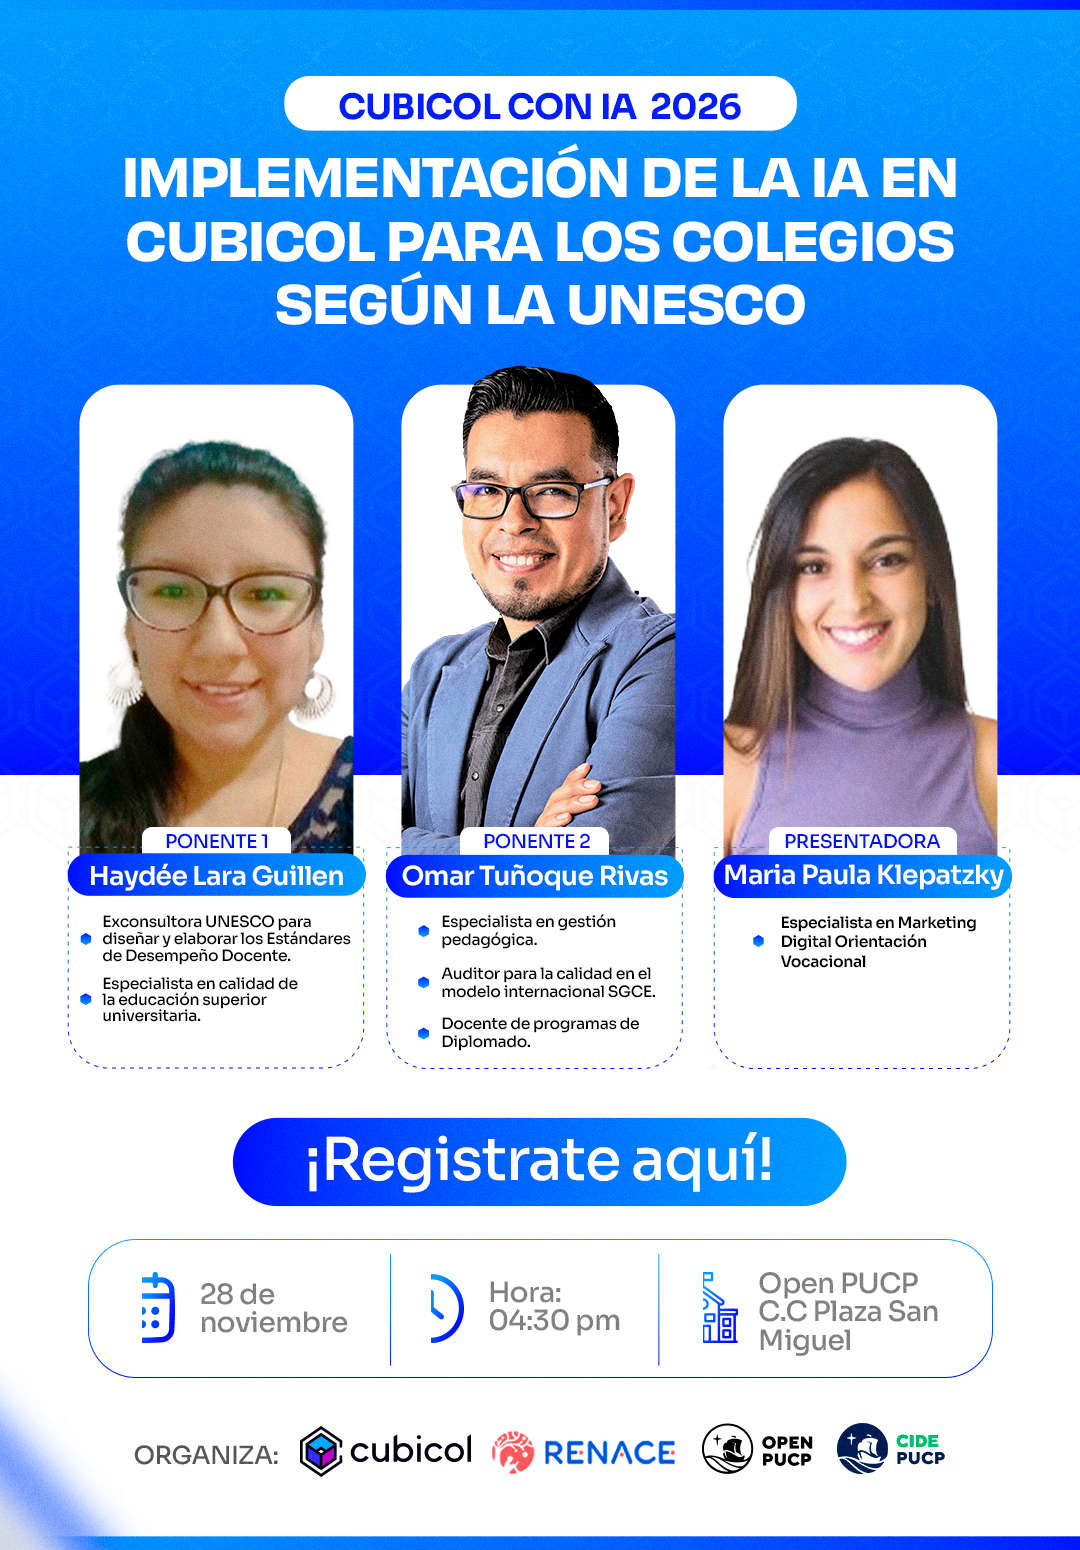 CUBICOL CON IA 2026
IMPLEMENTACIÓN DE LA IA EN
CUBICOL PARA LOS COLEGIOS
SEGÚN LA UNESCO
PONENTE 1
Haydée Lara Guillen
Exconsultora UNESCO para
diseñar y elaborar los Estándares
de Desempeño Docente.
Especialista en calidad de
la educación superior
universitaria.
PONENTE 2
Omar Tuñoque Rivas
Especialista en gestión
pedagógica.
Auditor para la calidad en el
modelo internacional SGCE.
Docente de programas de
Diplomado.
PRESENTADORA
Maria Paula Klepatzky
Especialista en Marketing
Digital Orientación
Vocacional
¡Registrate aquí!
28 de
noviembre
Hora:
04:30 pm
Open PUCP
C.C Plaza San
Miguel
ORGANIZA:
cubicol
RENACE
OPEN
PUCP
CIDE
PUCP